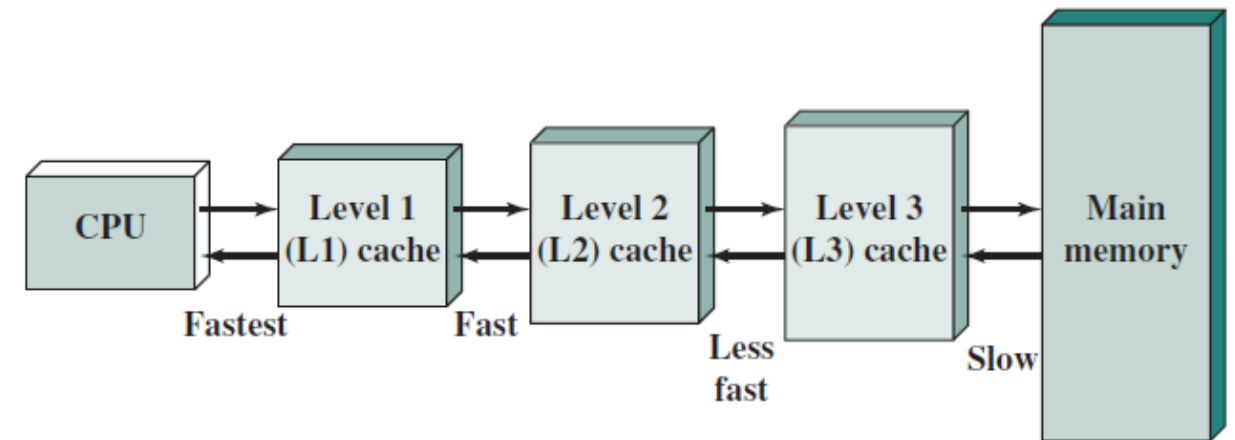 CPU
Level 1
(L1) cache
Level 2
(L2) cache
Level 3
(L3) cache
Main
memory
Fastest
Fast
Less
fast
Slow